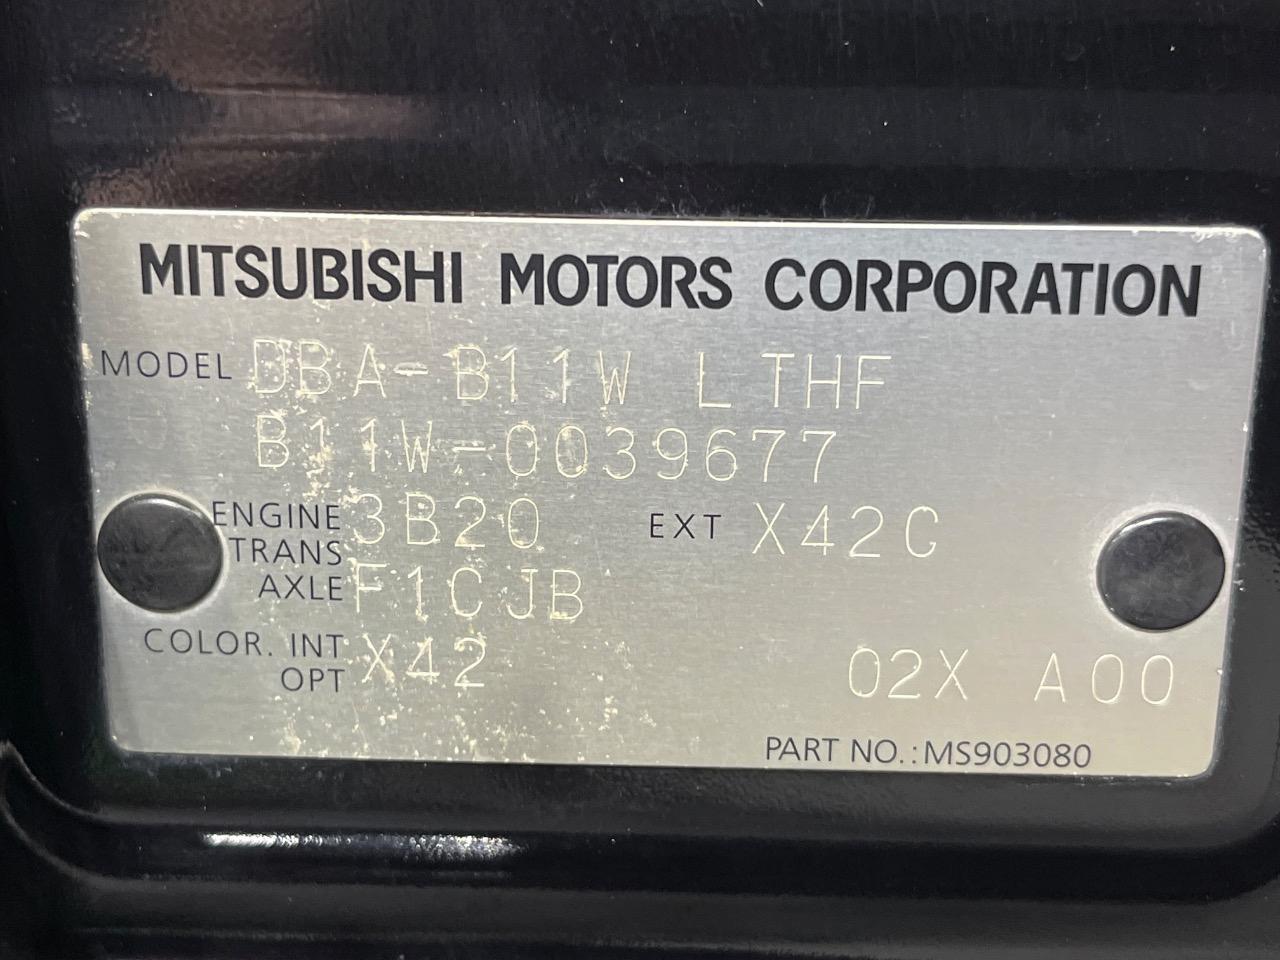 MITSUBISHI MOTORS CORPORATION
MODEL DBA-B11W LTHF
B11W-0039677
ENGINE 3B20 EXT X42C
TRANS
AXLE F1CJB
COLOR. INT X42
OPT 02X A00
PART NO.:MS903080